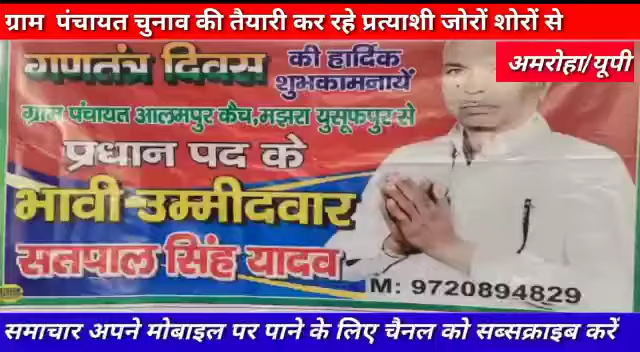 ग्राम पंचायत चुनाव की तैयारी कर रहे प्रत्याशी जोरों शोरों से
अमरोहा/यूपी
गणतंत्र दिवस की हार्दिक शुभकामनायें
ग्राम पंचायत आलमपुर कैंच,मझरा युसूफपुर से
प्रधान पद के
भावी-उम्मीदवार
सतपाल सिंह यादव
M: 9720894829
समाचार अपने मोबाइल पर पाने के लिए चैनल को सब्सक्राइब करें